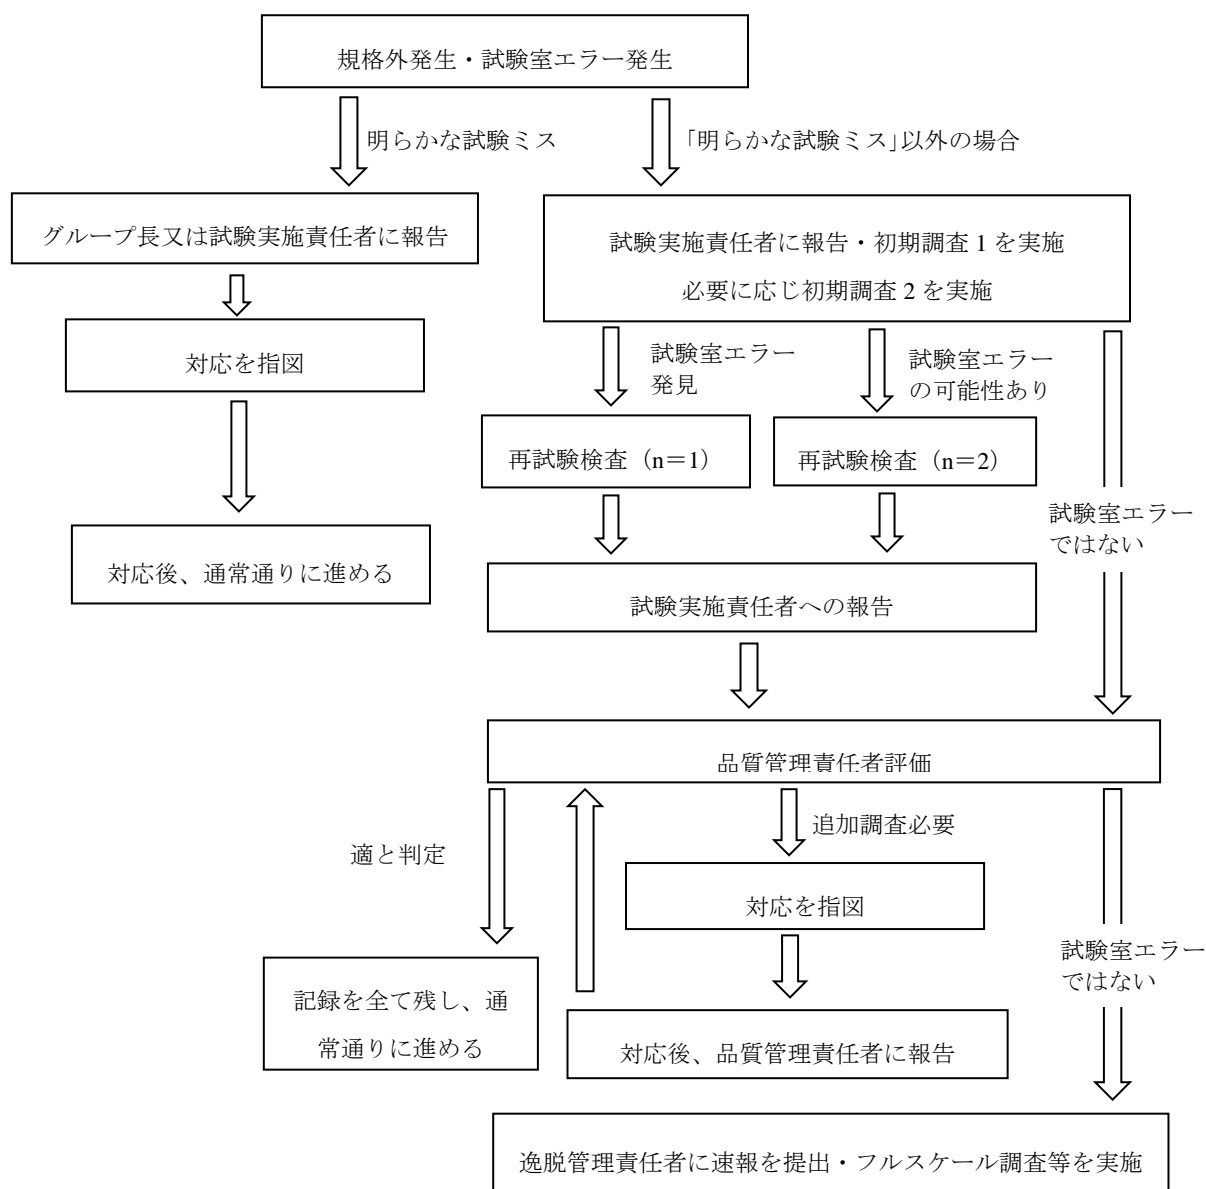 規格外発生・試験室エラー発生
明らかな試験ミス
「明らかな試験ミス」以外の場合
グループ長又は試験実施責任者に報告
試験実施責任者に報告・初期調査 1 を実施
必要に応じ初期調査 2 を実施
対応を指図
試験室エラー
発見
試験室エラー
の可能性あり
再試験検査（n＝1）
再試験検査（n＝2）
試験室エラー
ではない
対応後、通常通りに進める
試験実施責任者への報告
品質管理責任者評価
適と判定
追加調査必要
対応を指図
試験室エラー
ではない
記録を全て残し、通
常通りに進める
対応後、品質管理責任者に報告
逸脱管理責任者に速報を提出・フルスケール調査等を実施